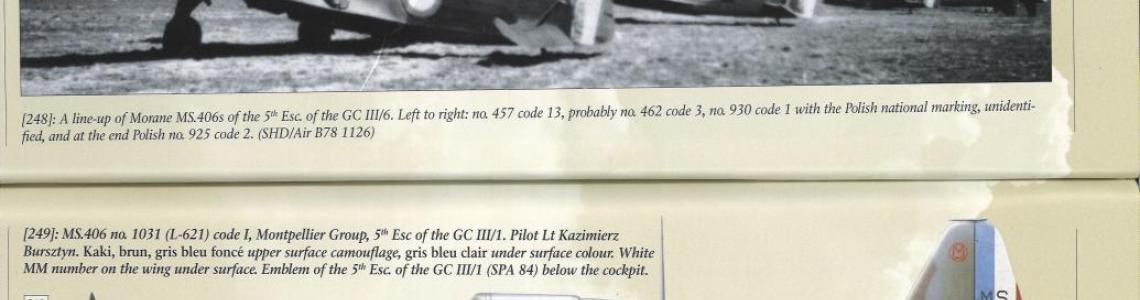 [248]: A line-up of Morane MS.406s of the 5th Esc. of the GC III/6. Left to right: no. 457 code 13, probably no. 462 code 3, no. 930 code 1 with the Polish national marking, unidenti-
fied, and at the end Polish no. 925 code 2. (SHD/Air B78 1126)
[249]: MS.406 no. 1031 (L-621) code I, Montpellier Group, 5th Esc of the GC III/1. Pilot Lt Kazimierz
Bursztyn. Kaki, brun, gris bleu foncé upper surface camouflage, gris bleu clair under surface colour. White
MM number on the wing under surface. Emblem of the 5th Esc. of the GC III/1 (SPA 84) below the cockpit.
M
MS